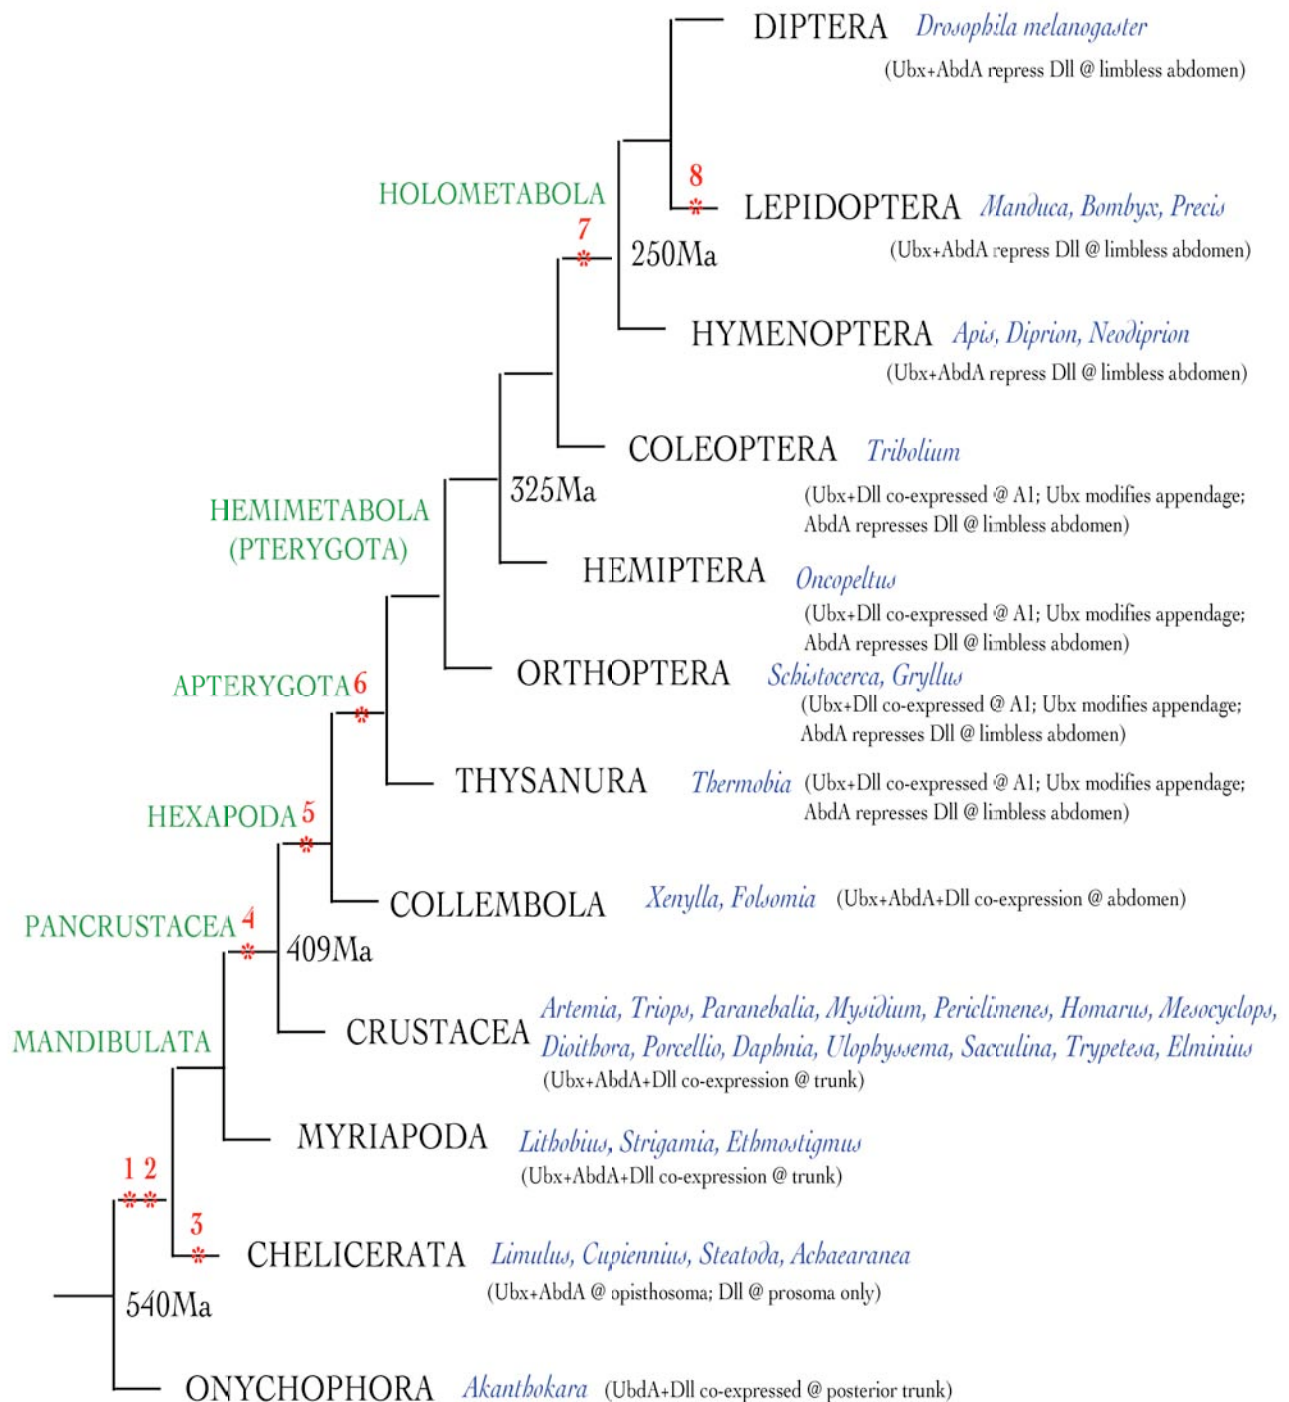 DIPTERA Drosophila melanogaster
(Ubx+AbdA repress Dll @ limbless abdomen)
8
HOLOMETABOLA
LEPIDOPTERA Manduca, Bombyx, Precis
7
250Ma
(Ubx+AbdA repress Dll @ limbless abdomen)
HYMENOPTERA Apis, Diprion, Neodiprion
(Ubx+AbdA repress Dll @ limbless abdomen)
COLEOPTERA Tribolium
325Ma
(Ubx+Dll co-expressed @ A1; Ubx modifies appendage;
AbdA represses Dll @ limbless abdomen)
HEMIMETABOLA
(PTERYGOTA)
HEMIPTERA Oncopeltus
(Ubx+Dll co-expressed @ A1; Ubx modifies appendage;
AbdA represses Dll @ limbless abdomen)
ORTHOPTERA Schistocerca, Gryllus
APTERYGOTA 6
(Ubx+Dll co-expressed @ A1; Ubx modifies appendage;
AbdA represses Dll @ limbless abdomen)
THYSANURA Thermobia (Ubx+Dll co-expressed @ A1; Ubx modifies appendage;
AbdA represses Dll @ limbless abdomen)
HEXAPODA 5
COLLEMBOLA Xenylla, Folsomia (Ubx+AbdA+Dll co-expression @ abdomen)
PANCRUSTACEA 4
409Ma
Artemia, Triops, Paranebalia, Mysidium, Periclimenes, Homarus, Mesocyclops,
CRUSTACEA
Dioithora, Porcellio, Daphnia, Ulophyssema, Sacculina, Trypetesa, Elminius
MANDIBULATA
(Ubx+AbdA+Dll co-expression @ trunk)
MYRIAPODA Lithobius, Strigamia, Ethmostigmus
1 2
(Ubx+AbdA+Dll co-expression @ trunk)
3
CHELICERATA Limulus, Cupiennius, Steatoda, Achaearanea
(Ubx+AbdA @ opisthosoma; Dll @ prosoma only)
540Ma
ONYCHOPHORA Akanthokara (UbdA+Dll co-expressed @ posterior trunk)